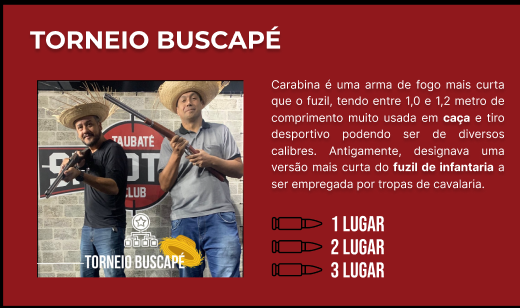 TORNEIO BUSCAPÉ
Carabina é uma arma de fogo mais curta
que o fuzil, tendo entre 1,0 e 1,2 metro de
comprimento muito usada em caça e tiro
desportivo podendo ser de diversos
calibres. Antigamente, designava uma
versão mais curta do fuzil de infantaria a
ser empregada por tropas de cavalaria.
TAUBATÉ
CLUB
TORNEIO BUSCAPÉ
1 LUGAR
2 LUGAR
3 LUGAR